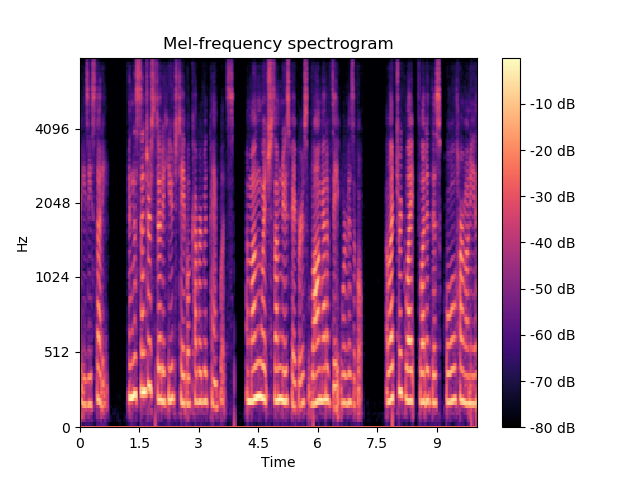 Mel-frequency spectrogram
Hz
4096
2048
1024
512
0
0 1.5 3 4.5 6 7.5 9
Time
-10 dB
-20 dB
-30 dB
-40 dB
-50 dB
-60 dB
-70 dB
-80 dB